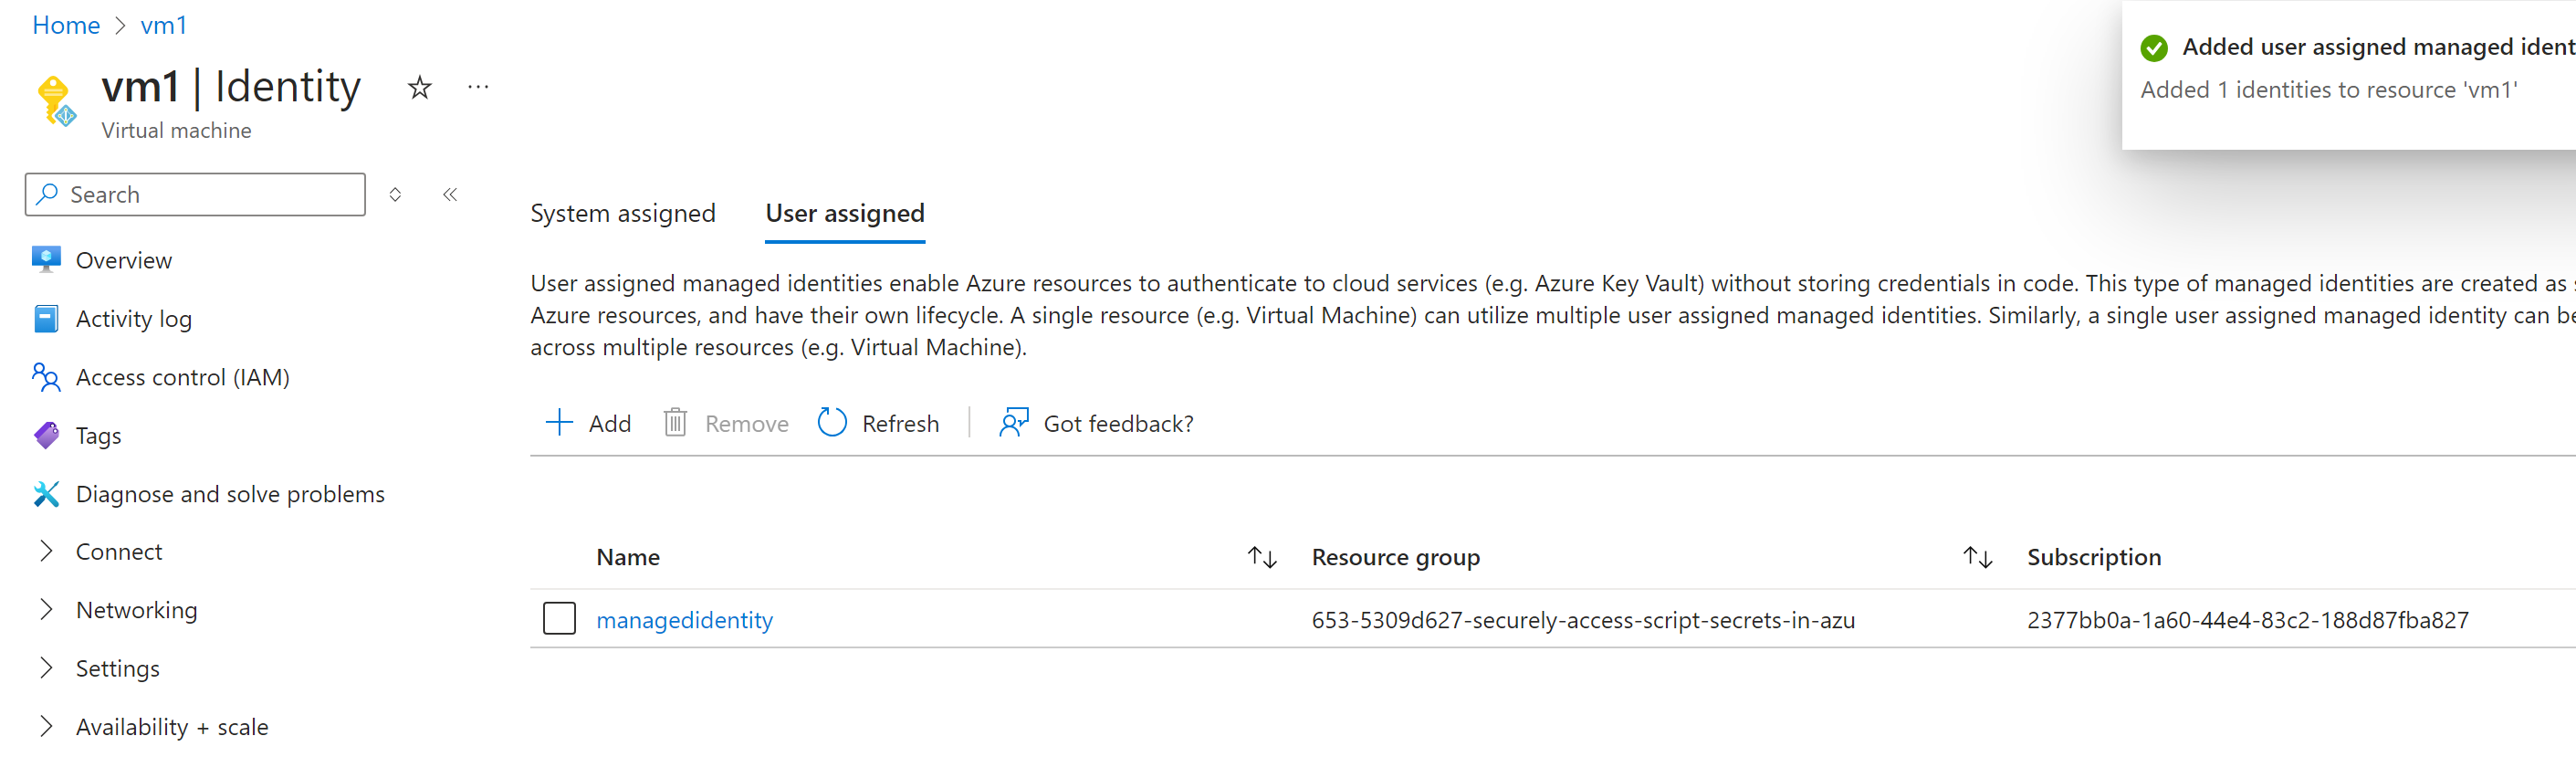 Home > vm1
vm1 | Identity
Virtual machine
Added user assigned managed ident
Added 1 identities to resource 'vm1'
Search
Overview
Activity log
Access control (IAM)
Tags
Diagnose and solve problems
Connect
Networking
Settings
Availability + scale
System assigned
User assigned
User assigned managed identities enable Azure resources to authenticate to cloud services (e.g. Azure Key Vault) without storing credentials in code. This type of managed identities are created as
Azure resources, and have their own lifecycle. A single resource (e.g. Virtual Machine) can utilize multiple user assigned managed identities. Similarly, a single user assigned managed identity can be
across multiple resources (e.g. Virtual Machine).
Add Remove Refresh Got feedback?
Name Resource group Subscription
managedidentity 653-5309d627-securely-access-script-secrets-in-azu 2377bb0a-1a60-44e4-83c2-188d87fba827